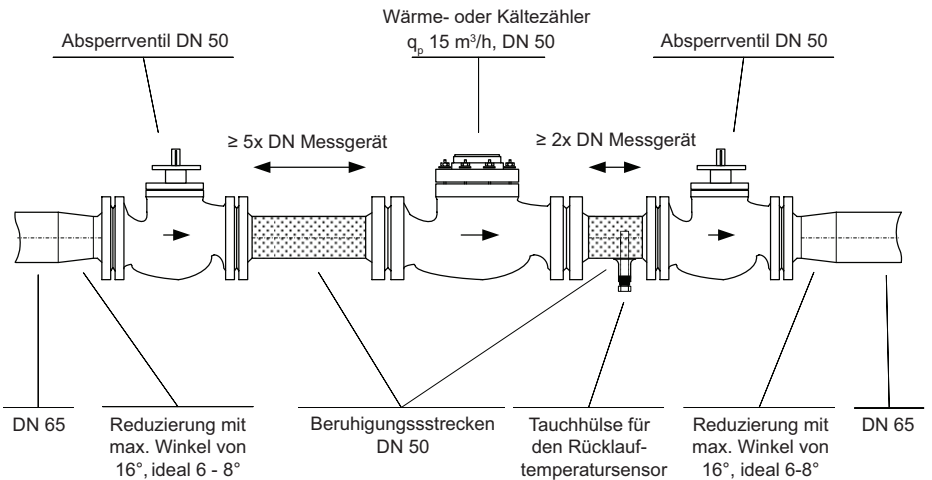 Wärme- oder Kältezähler
qp 15 m³/h, DN 50
Absperrventil DN 50
Absperrventil DN 50
≥ 5x DN Messgerät
≥ 2x DN Messgerät
DN 65
Reduzierung mit
max. Winkel von
16°, ideal 6 - 8°
Beruhigungssstrecken
DN 50
Tauchhülse für
den Rücklauf-
temperatursensor
Reduzierung mit
max. Winkel von
16°, ideal 6-8°
DN 65